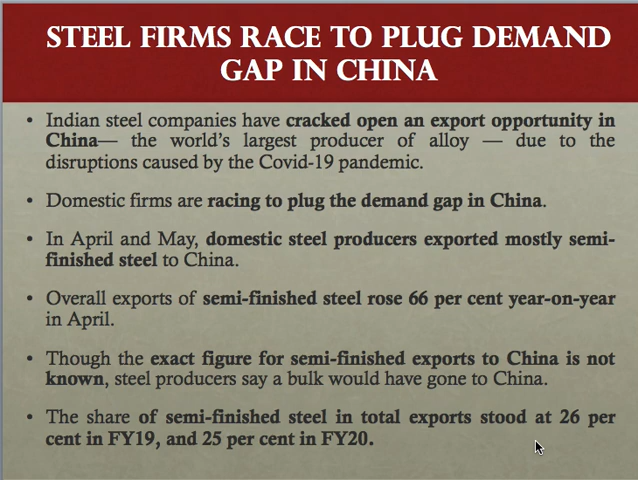 STEEL FIRMS RACE TO PLUG DEMAND
GAP IN CHINA
• Indian steel companies have cracked open an export opportunity in
China— the world's largest producer of alloy — due to the
disruptions caused by the Covid-19 pandemic.
• Domestic firms are racing to plug the demand gap in China.
• In April and May, domestic steel producers exported mostly semi-
finished steel to China.
• Overall exports of semi-finished steel rose 66 per cent year-on-year
in April.
• Though the exact figure for semi-finished exports to China is not
known, steel producers say a bulk would have gone to China.
• The share of semi-finished steel in total exports stood at 26 per
cent in FY19, and 25 per cent in FY20.